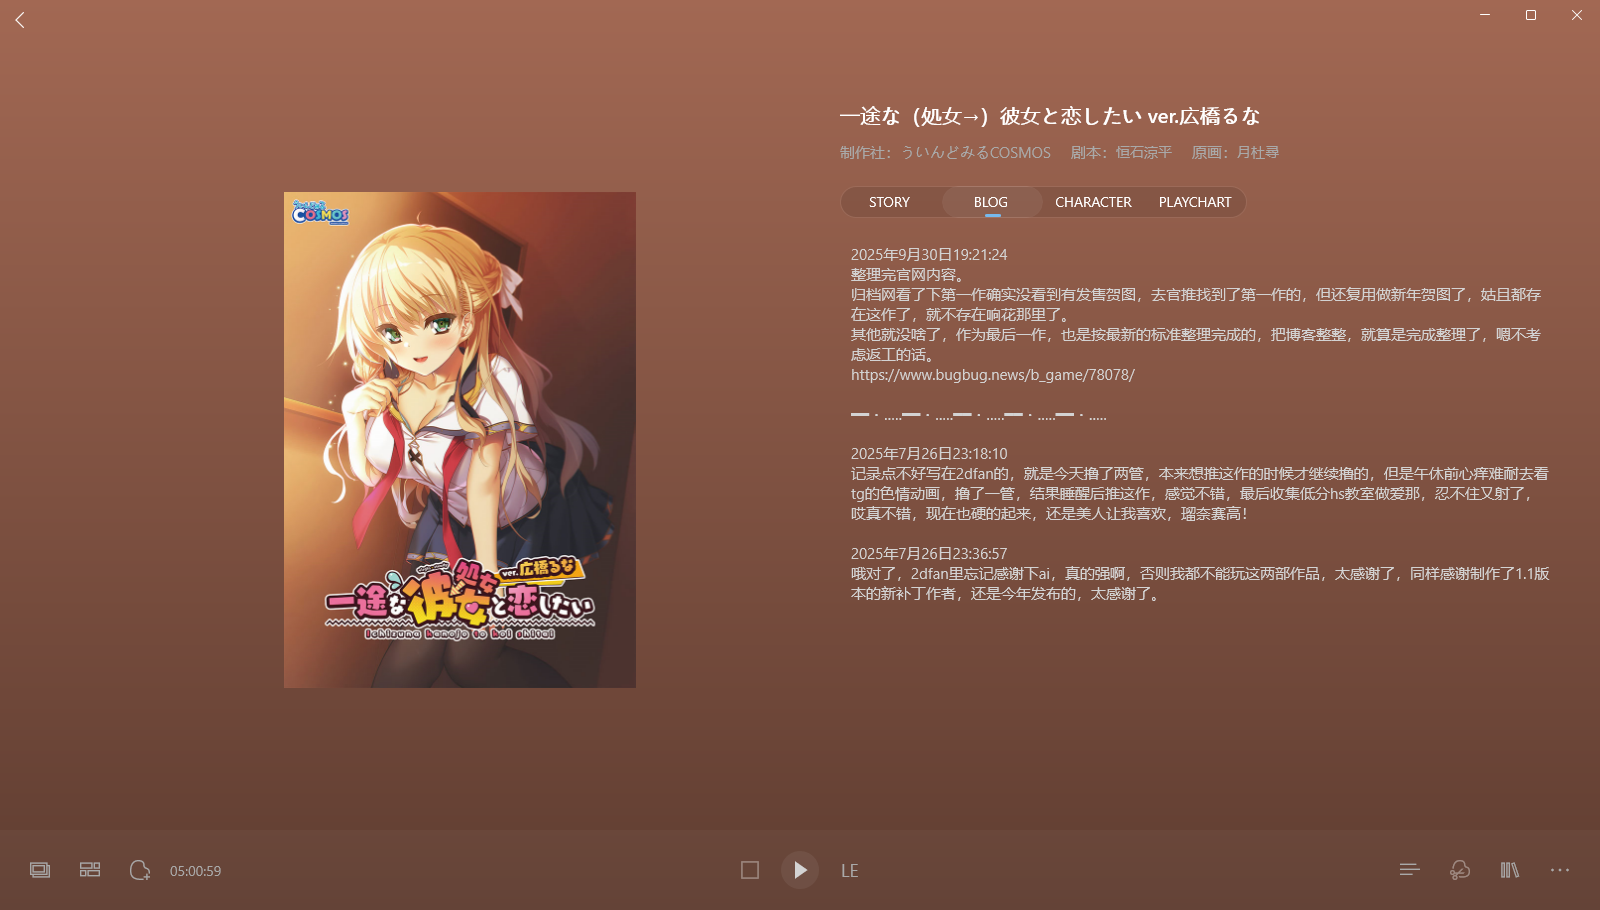 一途な（処女→）彼女と恋したい ver.広橋るな
制作社：ういんどみるCOSMOS 剧本：恒石涼平 原画：月杜尋
STORY BLOG CHARACTER PLAYCHART
2025年9月30日19:21:24
整理完官网内容。
归档网看了下第一作确实没看到有发售贺图，去官推找到了第一作的，但还复用做新年贺图了，姑且都存
在这作了，就不存在响花那里了。
其他就没啥了，作为最后一作，也是按最新的标准整理完成的，把博客整整，就算是完成整理了，嗯不考
虑返工的话。
https://www.bugbug.news/b_game/78078/
━・.....━・.....━・.....━・.....━・.....
2025年7月26日23:18:10
记录点不好写在2dfan的，就是今天撸了两管，本来想推这作的时候才继续撸的，但是午休前心痒难耐去看
tg的色情动画，撸了一管，结果睡醒后推这作，感觉不错，最后收集低分hs教室做爱那，忍不住又射了，
哎真不错，现在也硬的起来，还是美人让我喜欢，瑠奈赛高！
2025年7月26日23:36:57
哦对了，2dfan里忘记感谢下ai，真的强啊，否则我都不能玩这两部作品，太感谢了，同样感谢制作了1.1版
本的新补丁作者，还是今年发布的，太感谢了。
COSMOS
ver.広橋るな
一途な彼女処女と恋したい
Ichizuna kanojo to koi shitai
05:00:59
LE